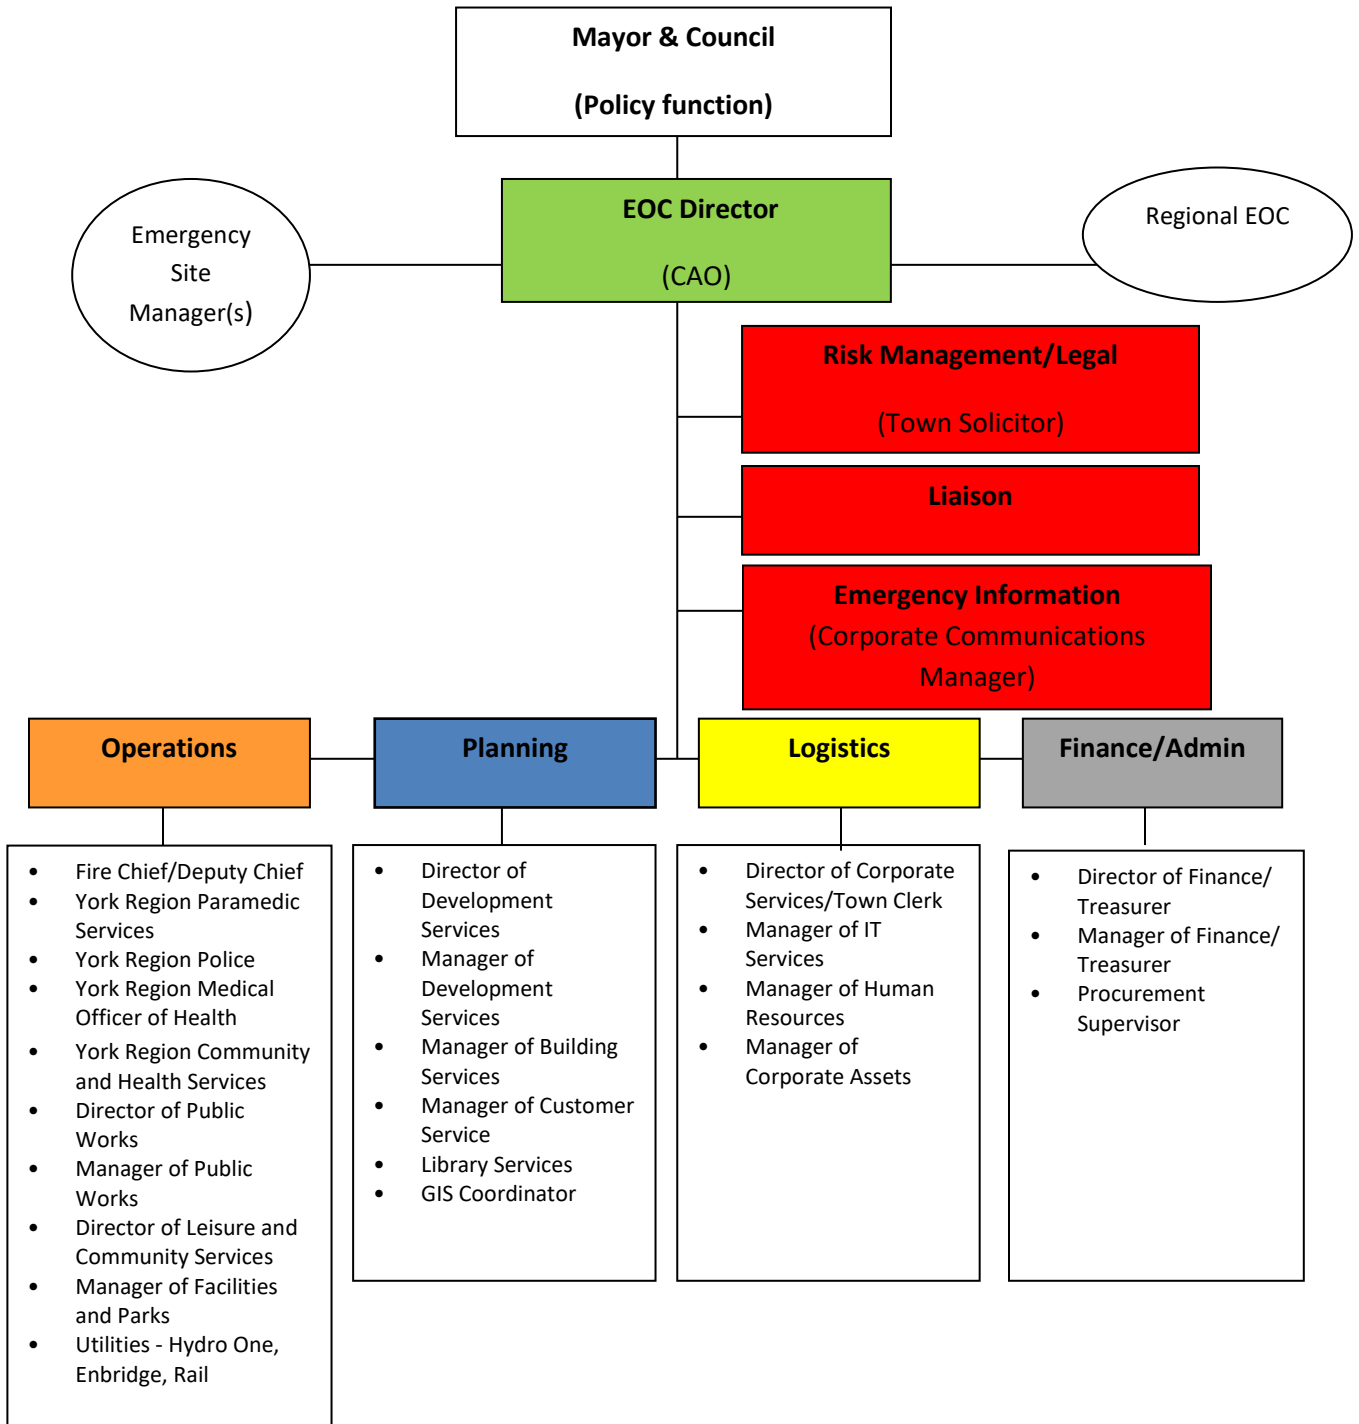 Mayor & Council
(Policy function)
EOC Director
(CAO)
Emergency
Site
Manager(s)
Regional EOC
Risk Management/Legal
(Town Solicitor)
Liaison
Emergency Information
(Corporate Communications
Manager)
Operations
Planning
Logistics
Finance/Admin
• Fire Chief/Deputy Chief
• York Region Paramedic
Services
• York Region Police
• York Region Medical
Officer of Health
• York Region Community
and Health Services
• Director of Public
Works
• Manager of Public
Works
• Director of Leisure and
Community Services
• Manager of Facilities
and Parks
• Utilities - Hydro One,
Enbridge, Rail
• Director of
Development
Services
• Manager of
Development
Services
• Manager of Building
Services
• Manager of Customer
Service
• Library Services
• GIS Coordinator
• Director of Corporate
Services/Town Clerk
• Manager of IT
Services
• Manager of Human
Resources
• Manager of
Corporate Assets
• Director of Finance/
Treasurer
• Manager of Finance/
Treasurer
• Procurement
Supervisor